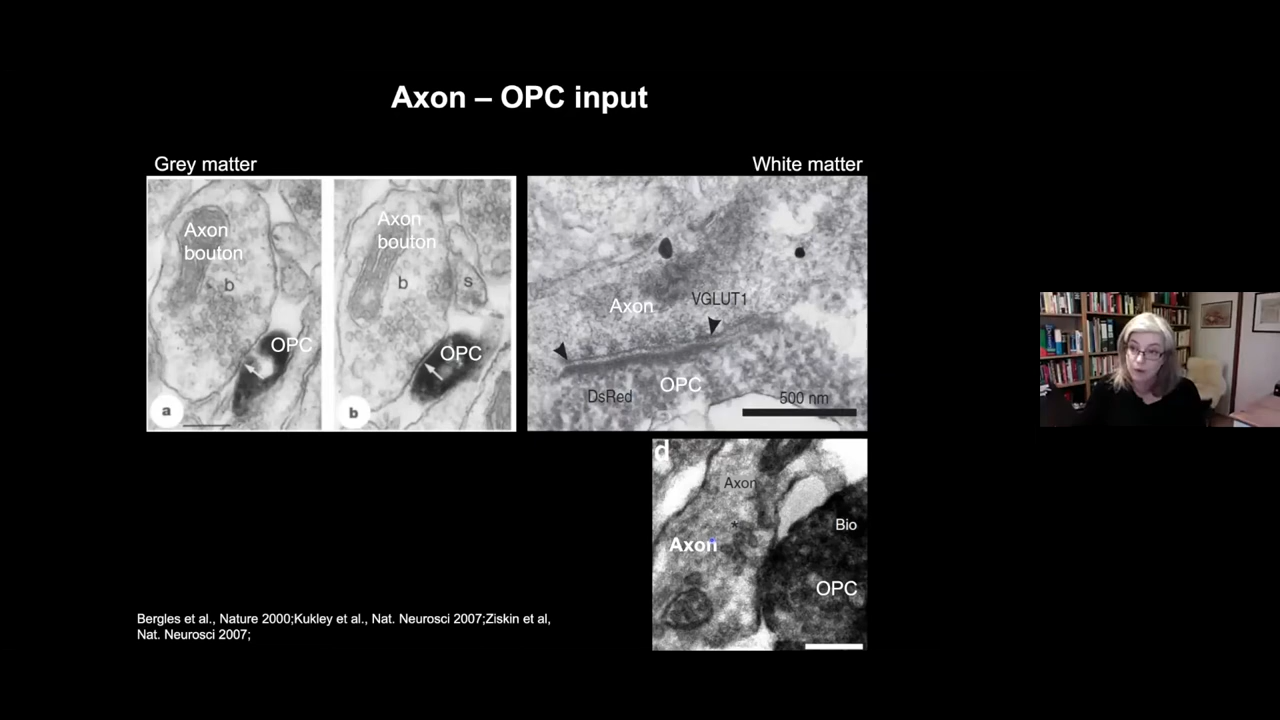 Axon – OPC input
Grey matter
White matter
Axon
bouton
b
OPC
a
Axon
bouton
b
s
OPC
b
Axon
VGLUT1
DsRed
OPC
500 nm
d
Axon
*
Axon
Bio
OPC
Bergles et al., Nature 2000;Kukley et al., Nat. Neurosci 2007;Ziskin et al,
Nat. Neurosci 2007;